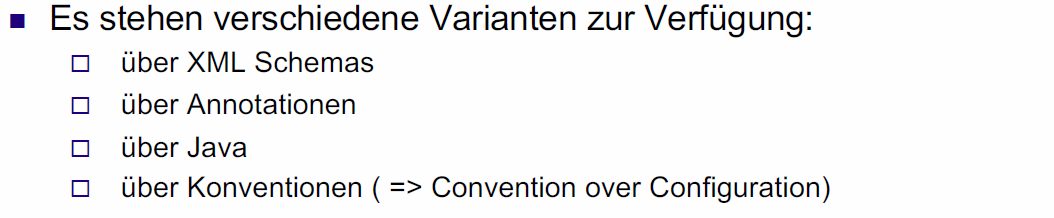 Es stehen verschiedene Varianten zur Verfügung:
über XML Schemas
über Annotationen
über Java
über Konventionen ( => Convention over Configuration)